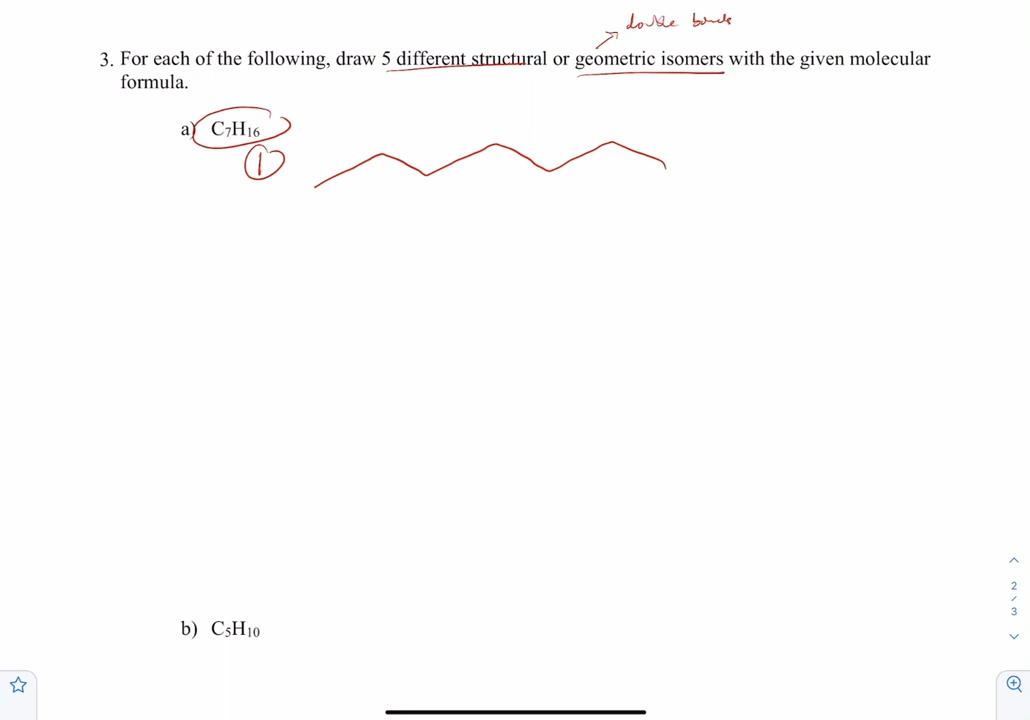 double bonds
3. For each of the following, draw 5 different structural or geometric isomers with the given molecular
formula.
a) C₇H₁₆
①
b) C₅H₁₀
2
/
3